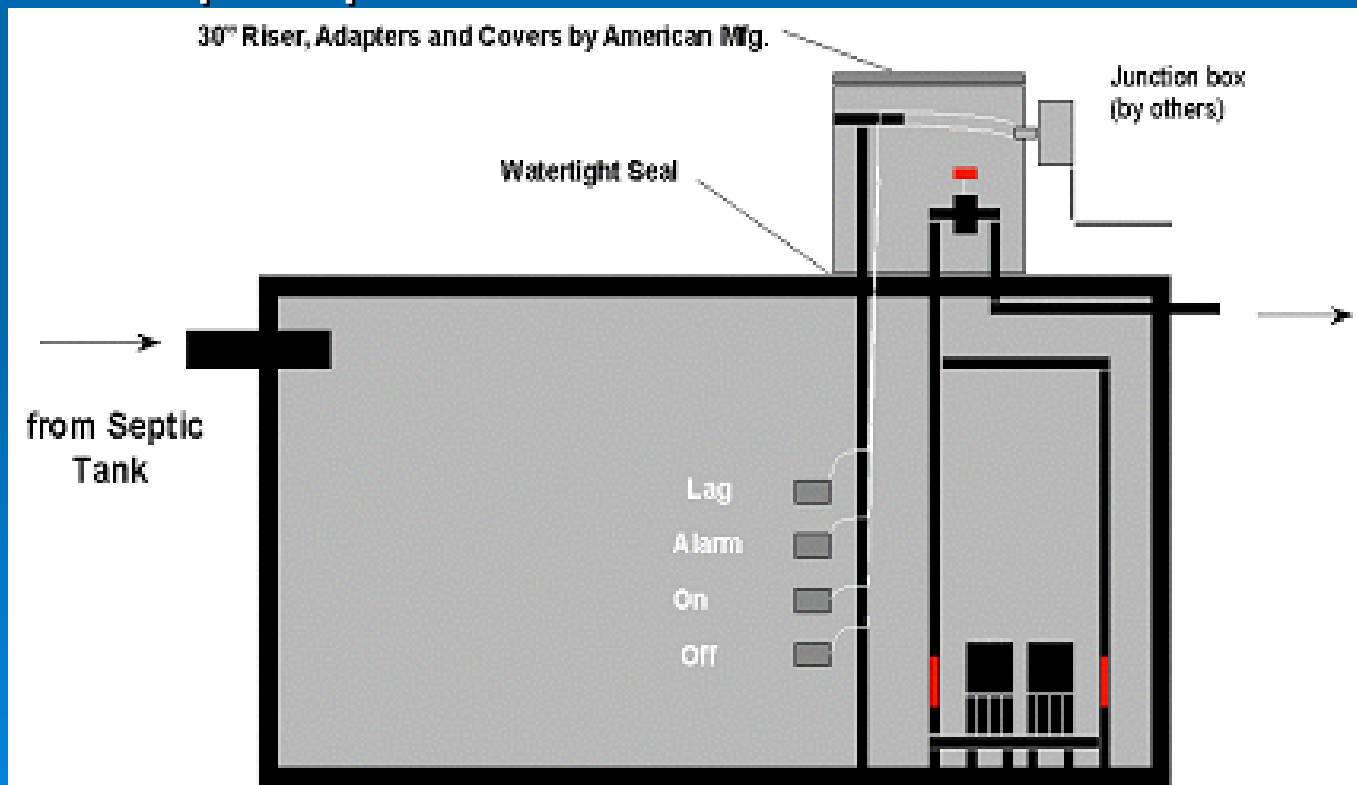 30" Riser, Adapters and Covers by American Mfg.
Junction box
(by others)
Watertight Seal
from Septic
Tank
Lag
Alarm
On
Off